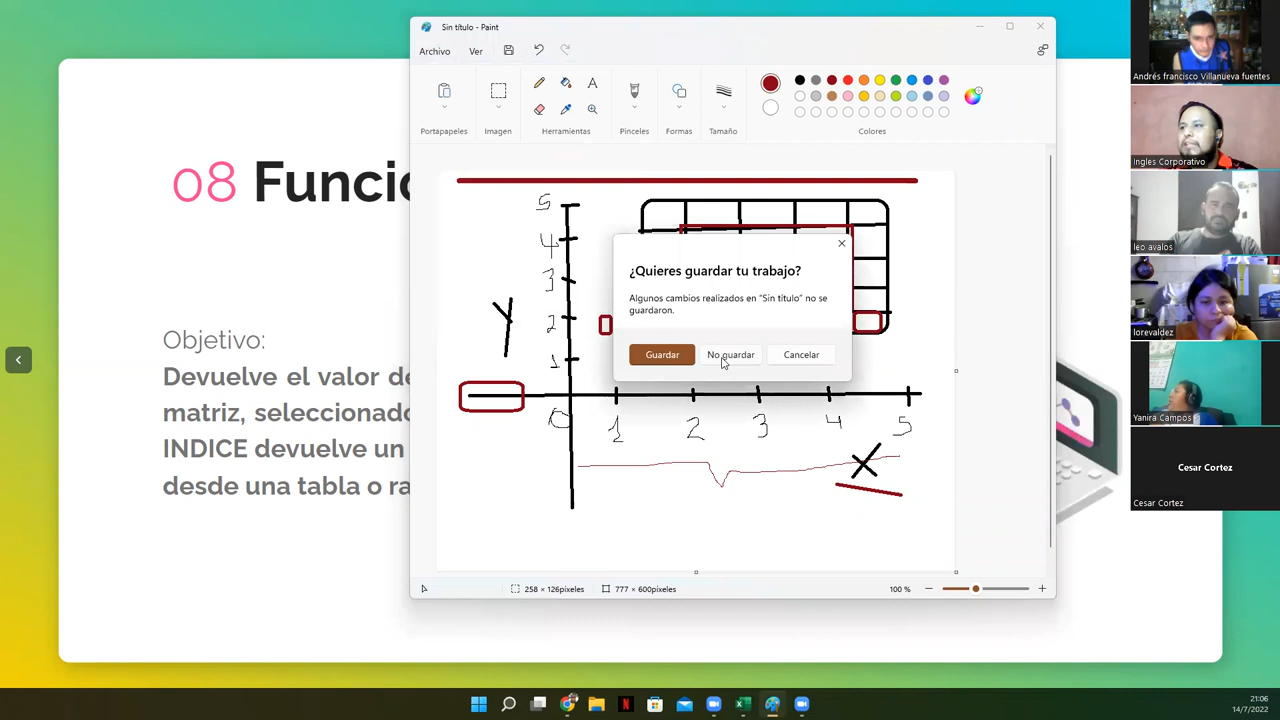 Sin título - Paint
Archivo
Ver
Portapapeles
Imagen
Herramientas
Pinceles
Formas
Tamaño
Colores
08 Funci
Objetivo:
Devuelve el valor de
matriz, seleccionado
INDICE devuelve un
desde una tabla o ra
5
4
3
2
1
Y
0
1
2
3
4
5
X
¿Quieres guardar tu trabajo?
Algunos cambios realizados en "Sin título" no se
guardaron.
Guardar
No guardar
Cancelar
258 × 126píxeles
777 × 600píxeles
100 %
Andrés francisco Villanueva fuentes
Ingles Corporativo
leo avalos
lorevaldez
Yanira Campos
Cesar Cortez
Cesar Cortez
21:06
14/7/2022